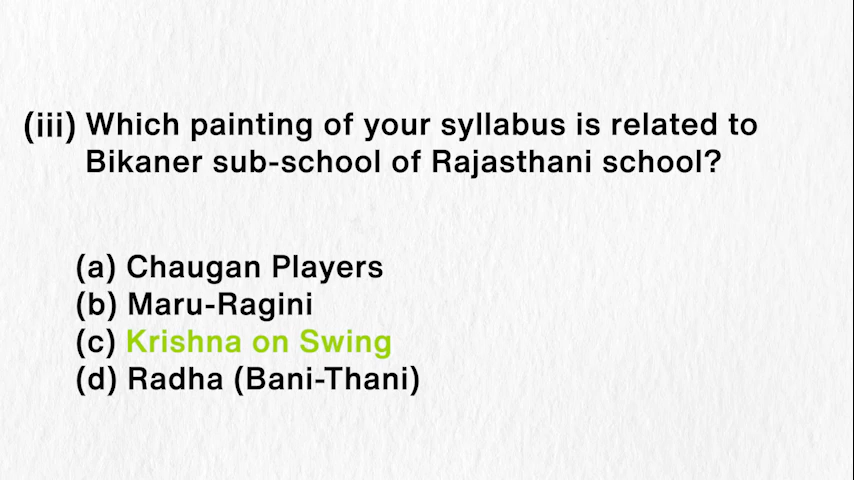 (iii) Which painting of your syllabus is related to
Bikaner sub-school of Rajasthani school?
(a) Chaugan Players
(b) Maru-Ragini
(c) Krishna on Swing
(d) Radha (Bani-Thani)